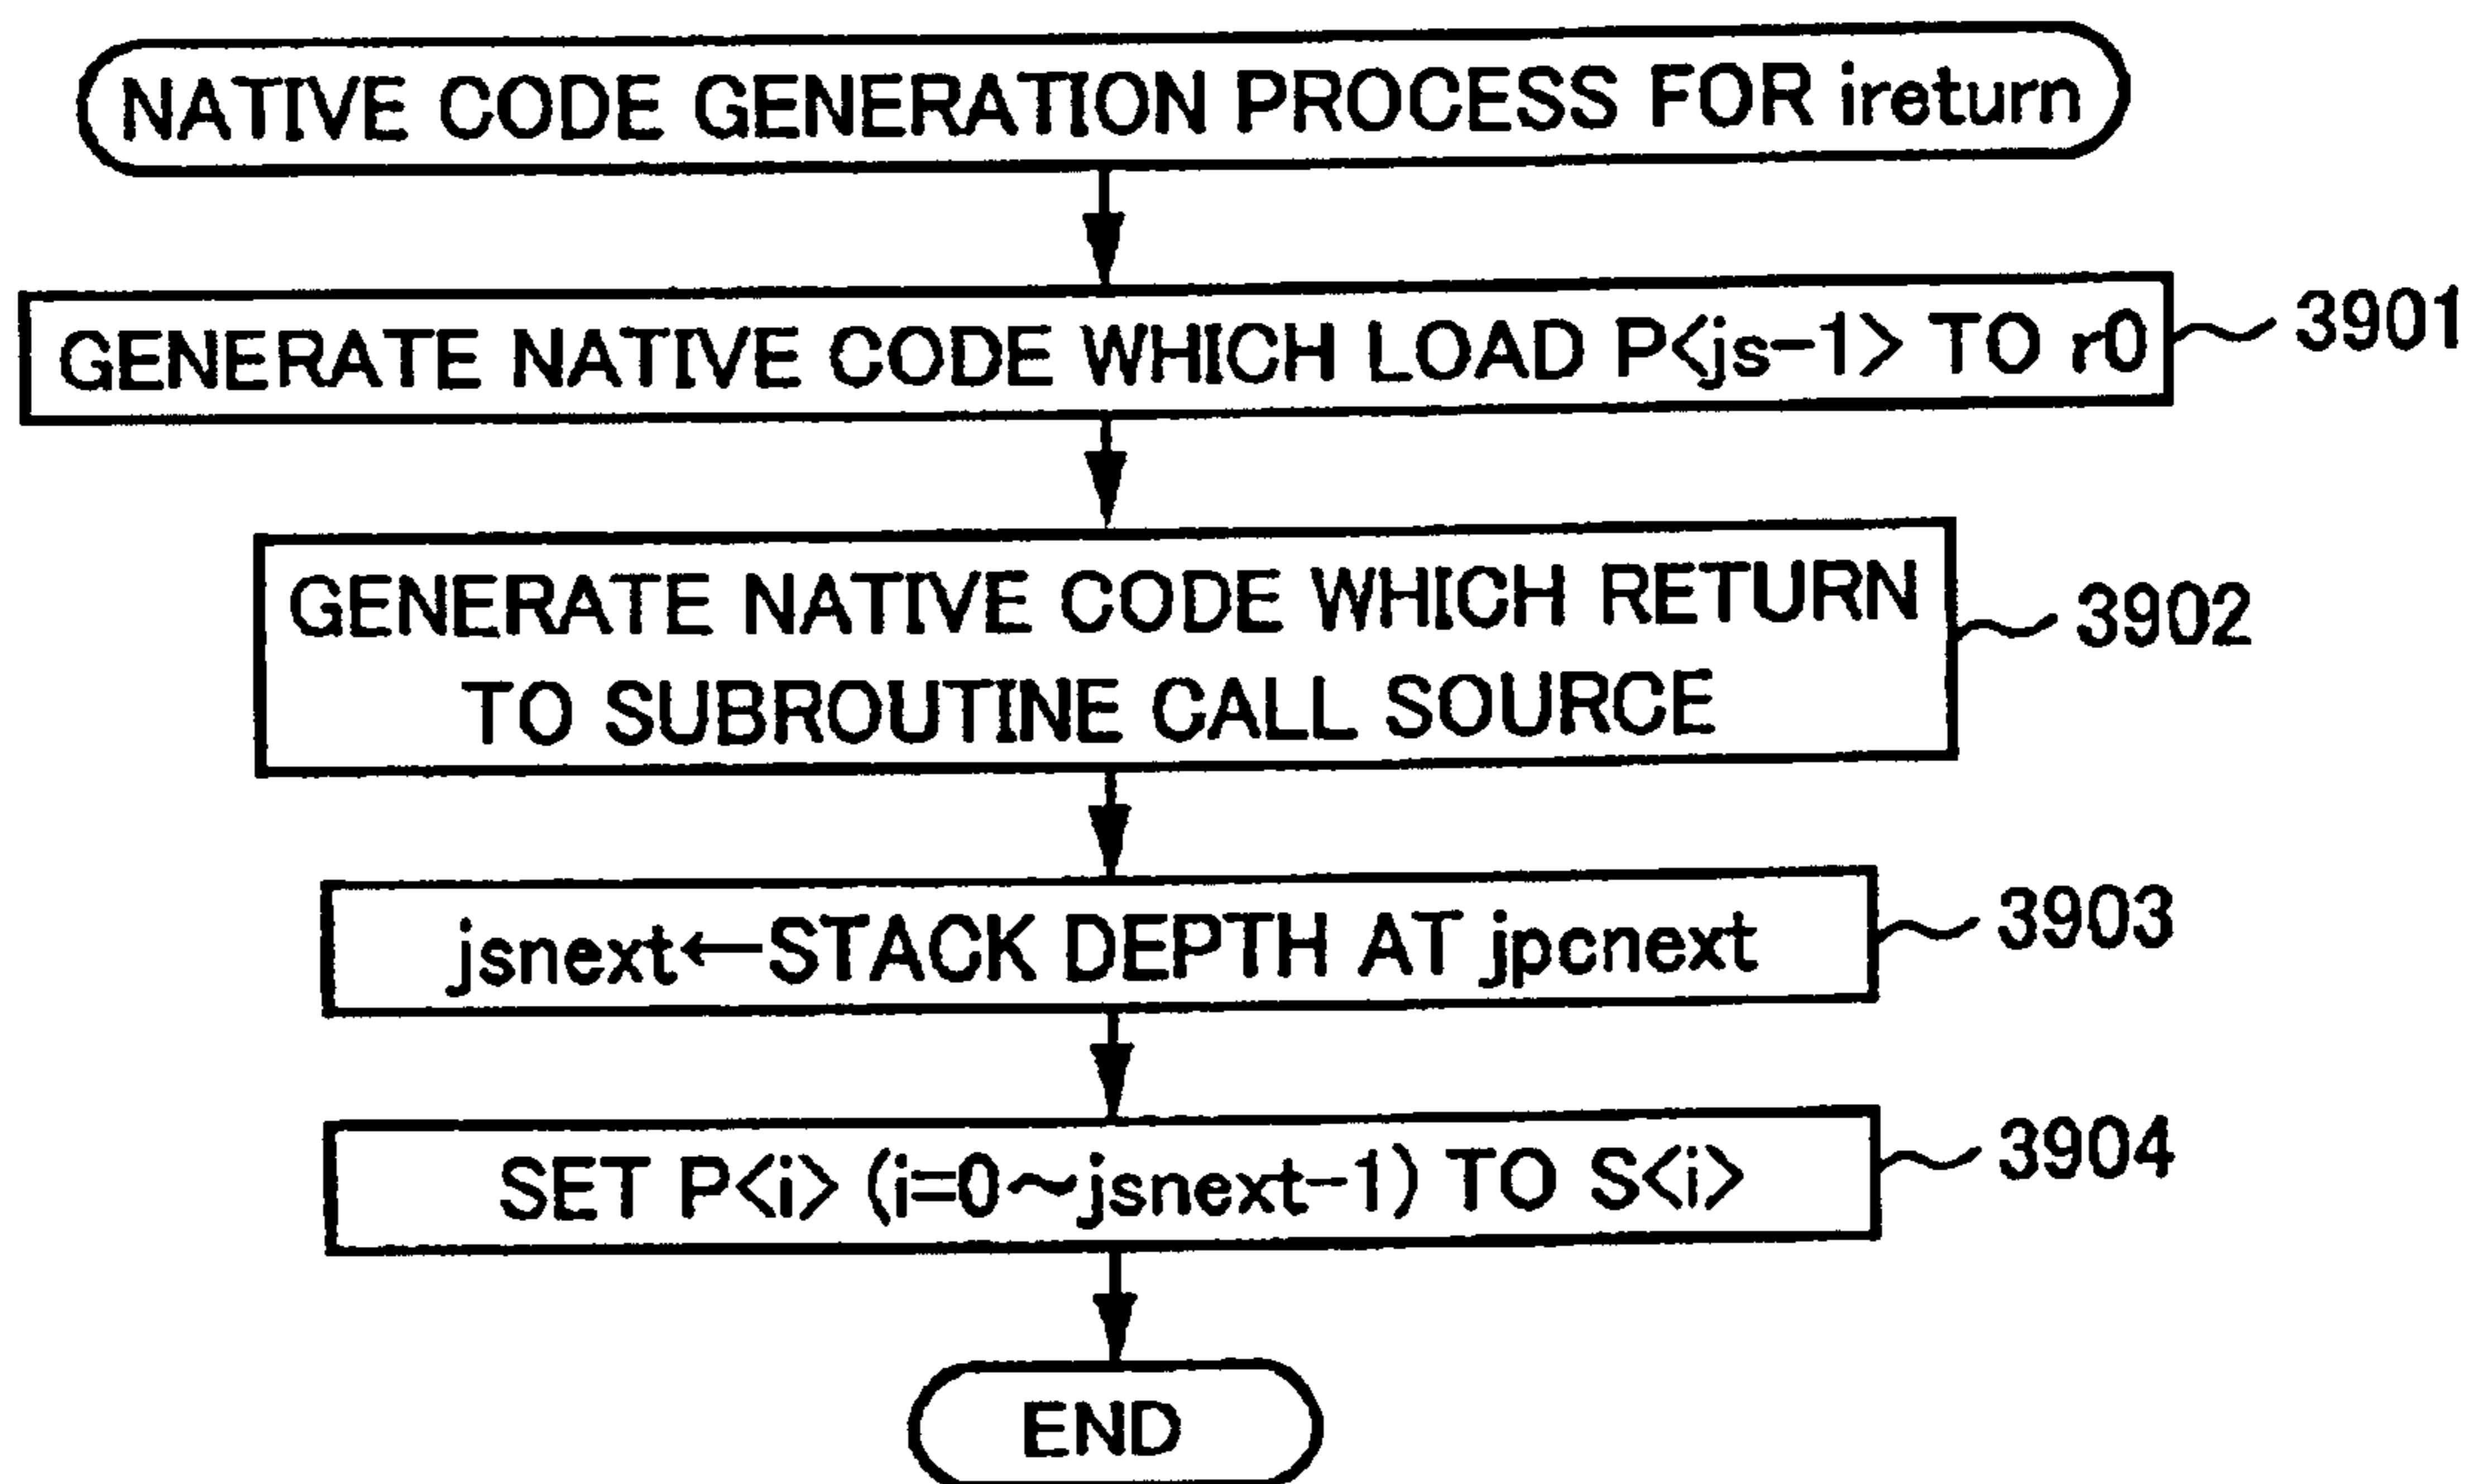 NATIVE CODE GENERATION PROCESS FOR ireturn
GENERATE NATIVE CODE WHICH LOAD P<js-1> TO r0
3901
GENERATE NATIVE CODE WHICH RETURN
TO SUBROUTINE CALL SOURCE
3902
jsnext←STACK DEPTH AT jpcnext
3903
SET P<i> (i=0~jsnext-1) TO S<i>
3904
END